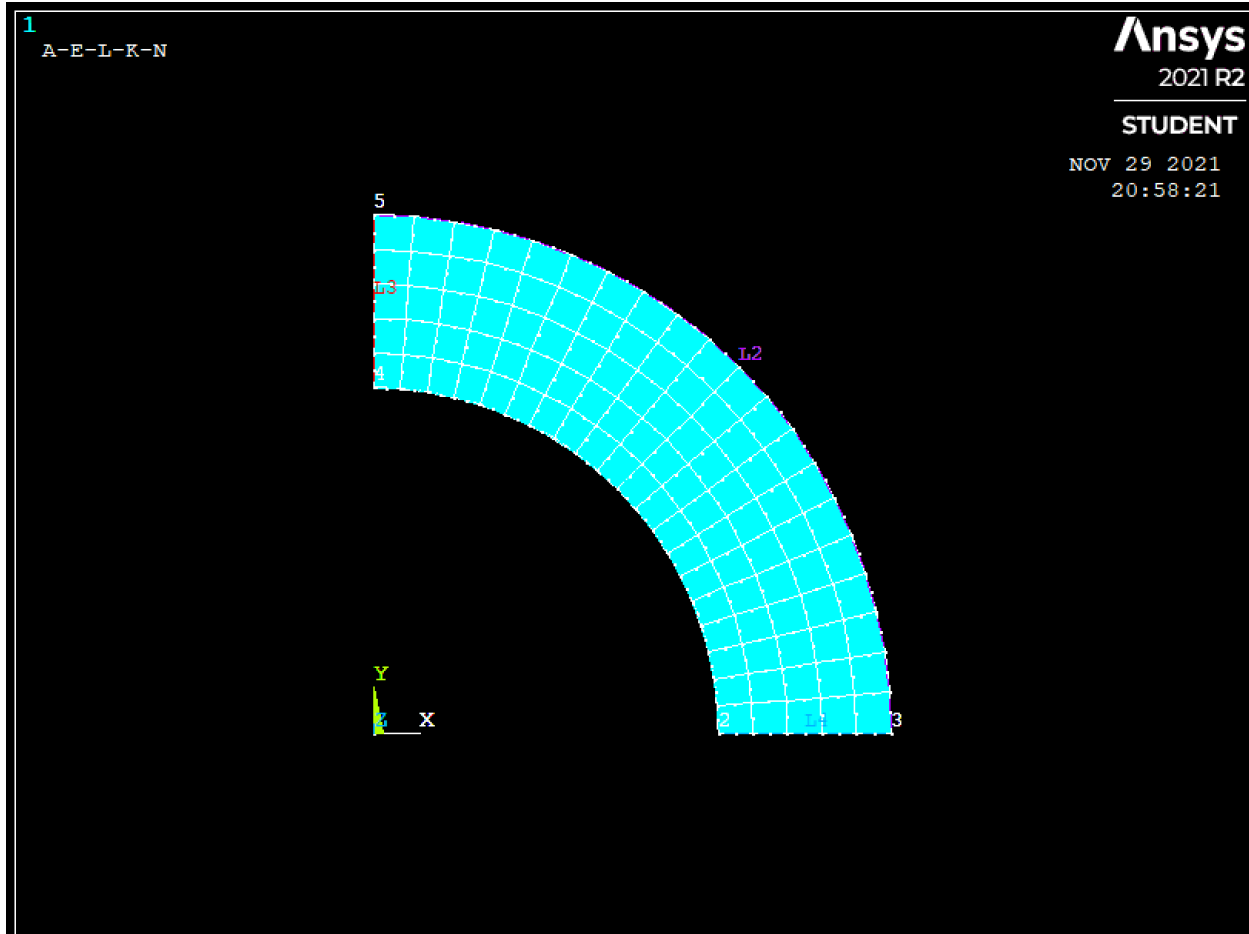 1
A-E-L-K-N
Ansys
2021 R2
STUDENT
NOV 29 2021
20:58:21
5
L3
L2
4
Y
Z X
2 L4 3